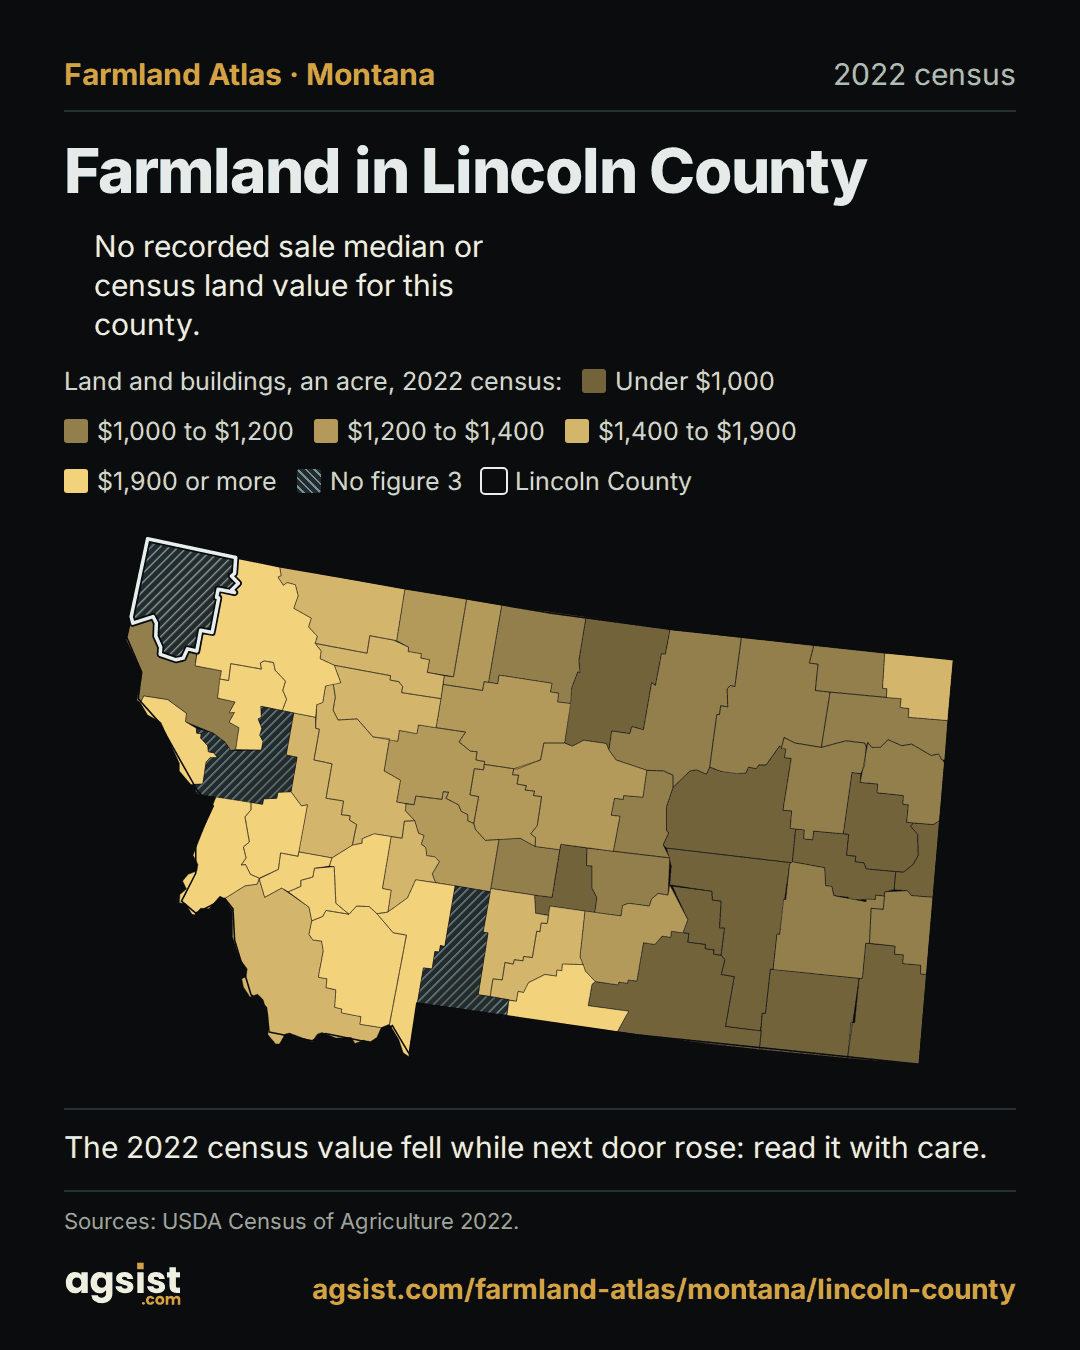 Farmland Atlas · Montana
2022 census
Farmland in Lincoln County
No recorded sale median or
census land value for this
county.
Land and buildings, an acre, 2022 census: Under $1,000
$1,000 to $1,200 $1,200 to $1,400 $1,400 to $1,900
$1,900 or more No figure 3 Lincoln County
The 2022 census value fell while next door rose: read it with care.
Sources: USDA Census of Agriculture 2022.
agsist
.com
agsist.com/farmland-atlas/montana/lincoln-county